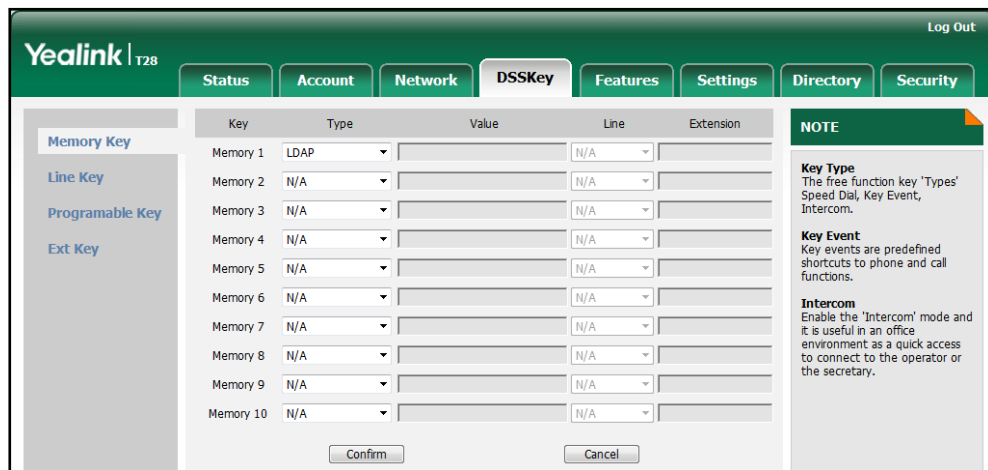 Log Out
Yealink T28
Status Account Network DSSKey Features Settings Directory Security
Memory Key
Line Key
Programable Key
Ext Key
Key Type Value Line Extension
Memory 1 LDAP N/A
Memory 2 N/A N/A
Memory 3 N/A N/A
Memory 4 N/A N/A
Memory 5 N/A N/A
Memory 6 N/A N/A
Memory 7 N/A N/A
Memory 8 N/A N/A
Memory 9 N/A N/A
Memory 10 N/A N/A
Confirm Cancel
NOTE
Key Type
The free function key 'Types'
Speed Dial, Key Event,
Intercom.
Key Event
Key events are predefined
shortcuts to phone and call
functions.
Intercom
Enable the 'Intercom' mode and
it is useful in an office
environment as a quick access
to connect to the operator or
the secretary.